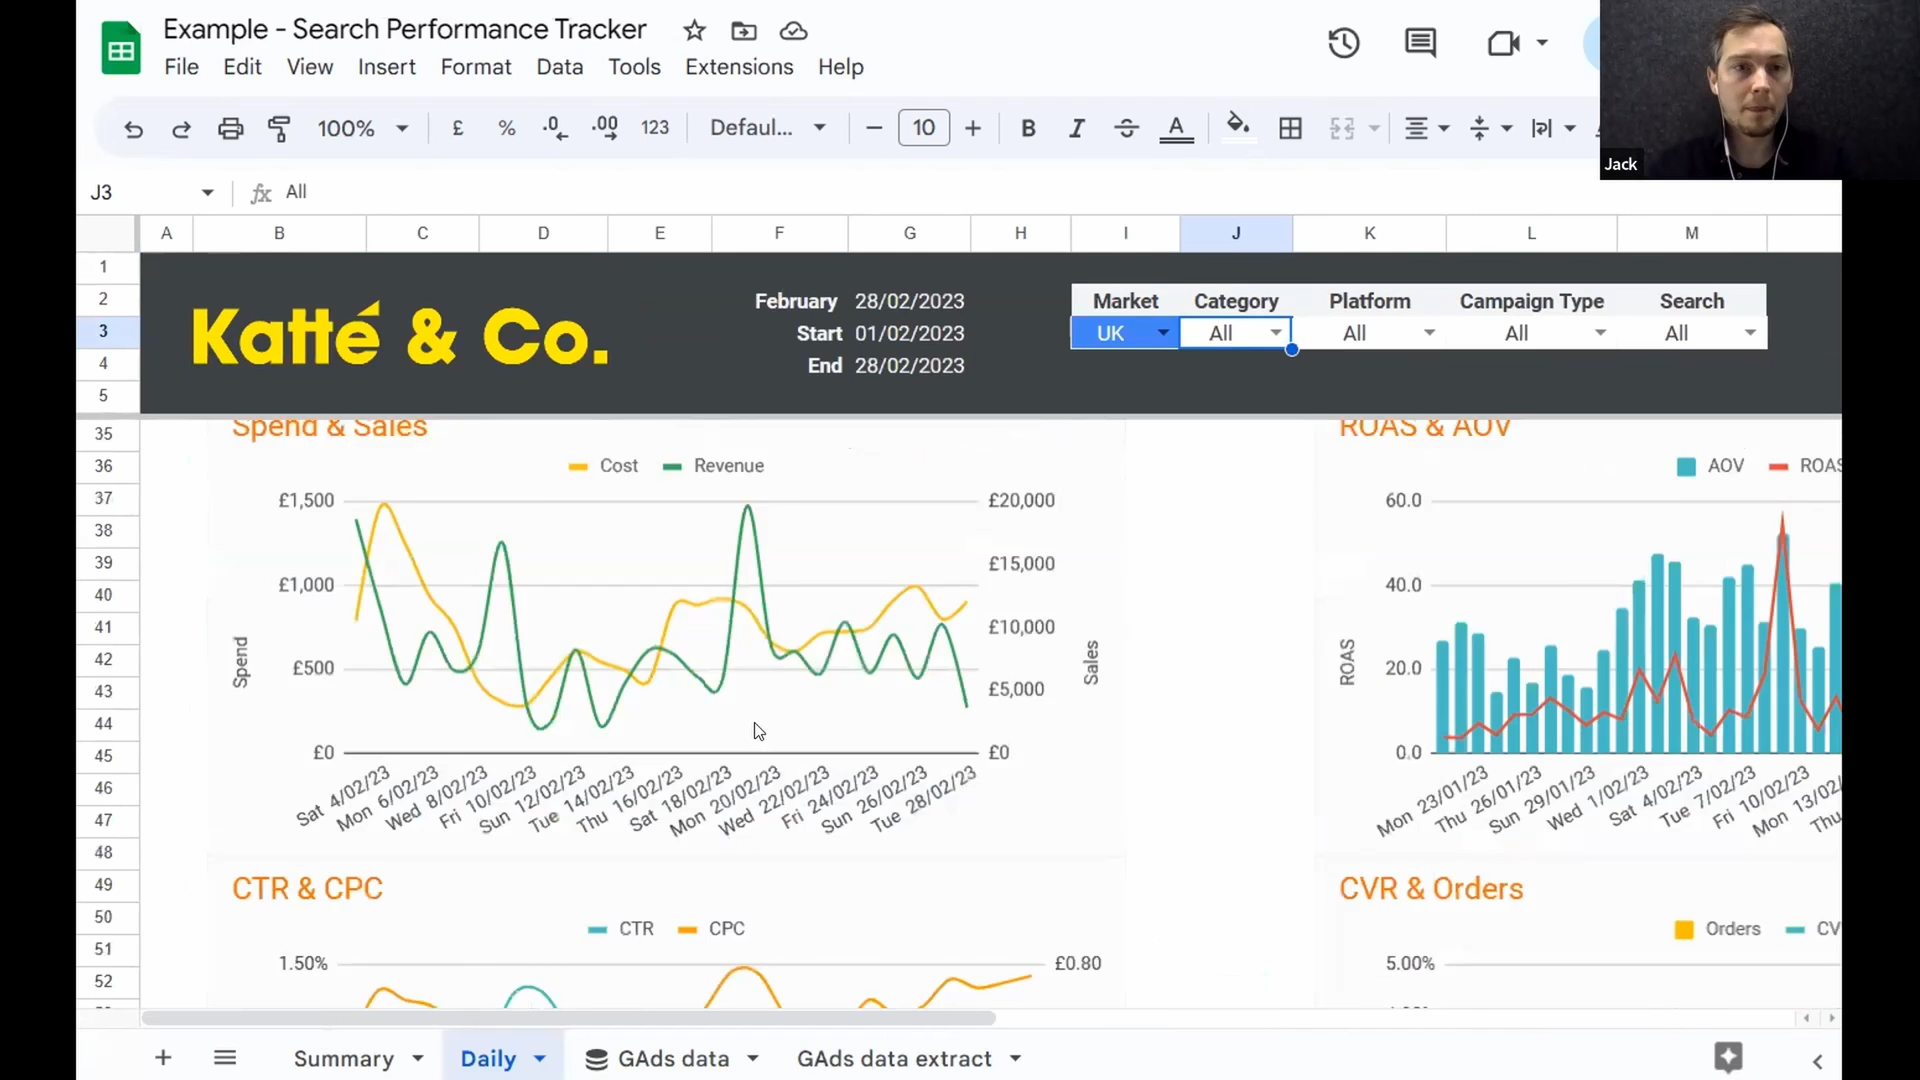 Example - Search Performance Tracker
File Edit View Insert Format Data Tools Extensions Help
100% £ % .0 .00 123 Defaul... 10 B I A
Jack
J3 fx All
A B C D E F G H I J K L M
1
2 February 28/02/2023 Market Category Platform Campaign Type Search
3 Katté & Co. Start 01/02/2023 UK All All All All
4 End 28/02/2023
5
35 Spend & Sales ROAS & AOV
36 Cost Revenue AOV ROAS
37 £1,500 £20,000 60.0
38
39 £15,000
40 £1,000 40.0
41 £10,000
42 £500 20.0
Spend Sales ROAS
43 £5,000
44
45 £0 £0 0.0
46
47
48
Sat 4/02/23 Mon 6/02/23 Wed 8/02/23 Fri 10/02/23 Sun 12/02/23 Tue 14/02/23 Thu 16/02/23 Sat 18/02/23 Mon 20/02/23 Wed 22/02/23 Fri 24/02/23 Sun 26/02/23 Tue 28/02/23
Mon 23/01/23 Thu 26/01/23 Sun 29/01/23 Wed 1/02/23 Sat 4/02/23 Tue 7/02/23 Fri 10/02/23 Mon 13/02/ Thu
49 CTR & CPC CVR & Orders
50 CTR CPC Orders CV
51 1.50% £0.80 5.00%
52
+ Summary Daily GAds data GAds data extract